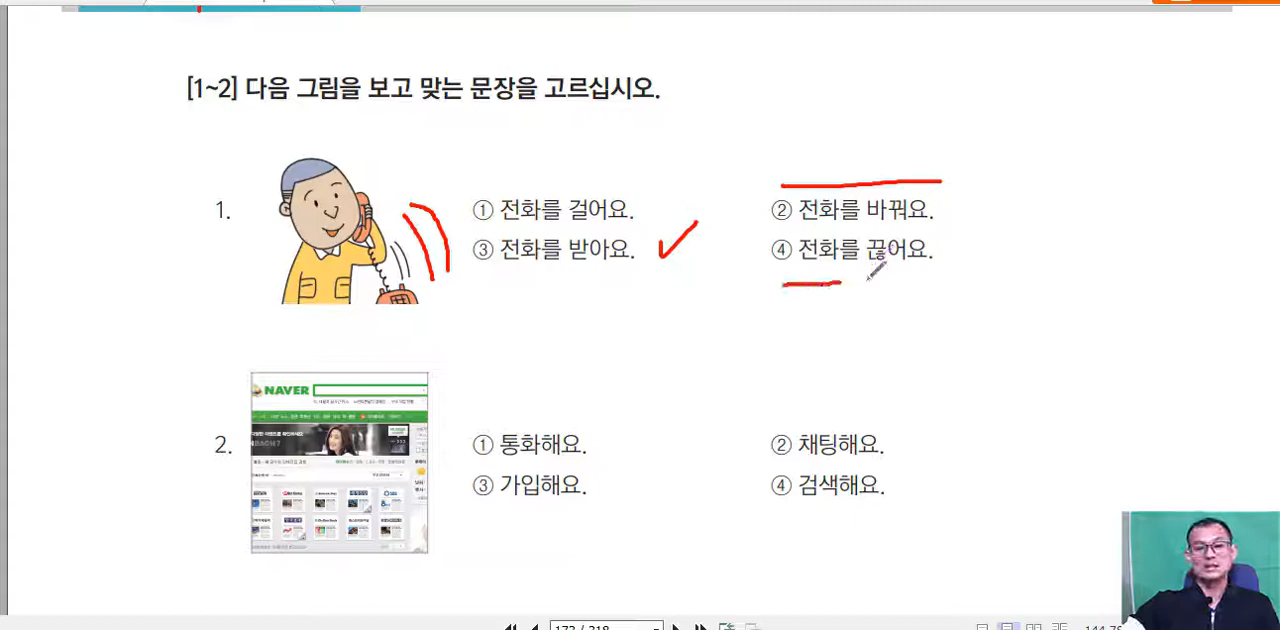 [1~2] 다음 그림을 보고 맞는 문장을 고르십시오.
1.
① 전화를 걸어요.
② 전화를 바꿔요.
③ 전화를 받아요.
④ 전화를 끊어요.
2.
NAVER
① 통화해요.
② 채팅해요.
③ 가입해요.
④ 검색해요.